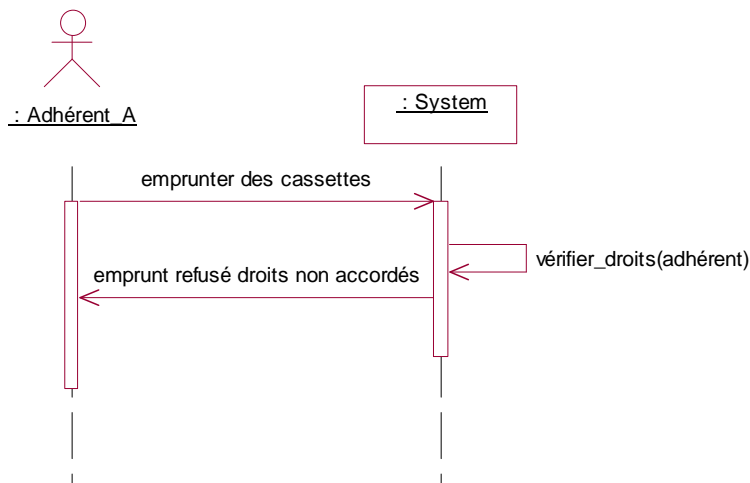 : Adhérent_A
: System
emprunter des cassettes
vérifier_droits(adhérent)
emprunt refusé droits non accordés